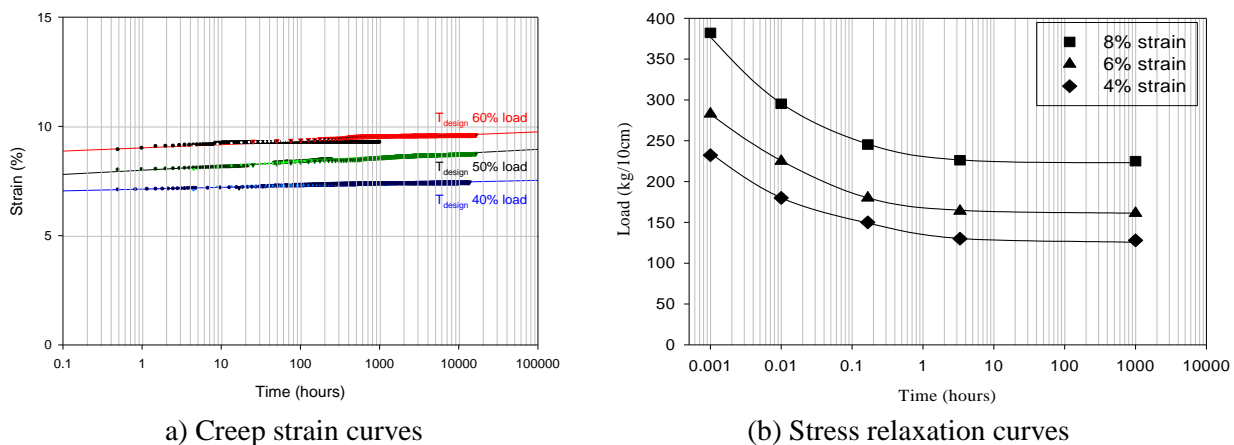 15
10
5
0
Strain (%)
T design 60% load
T design 50% load
T design 40% load
0.1 1 10 100 1000 10000 100000
Time (hours)
a) Creep strain curves
400
350
300
250
200
150
100
50
0
Load (kg/10cm)
8% strain
6% strain
4% strain
0.001 0.01 0.1 1 10 100 1000 10000
Time (hours)
(b) Stress relaxation curves